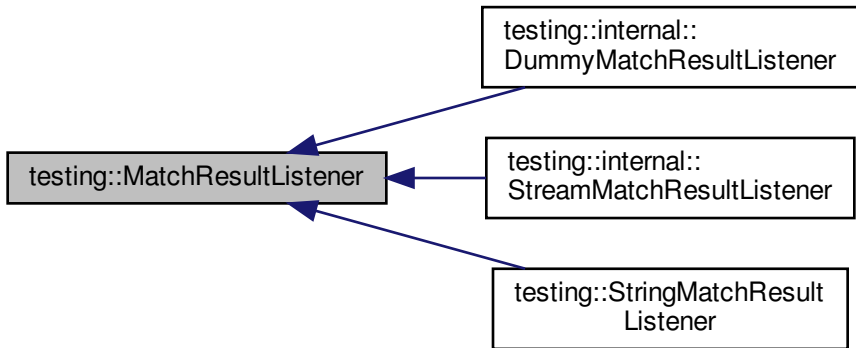 testing::internal::
DummyMatchResultListener
testing::MatchResultListener
testing::internal::
StreamMatchResultListener
testing::StringMatchResult
Listener